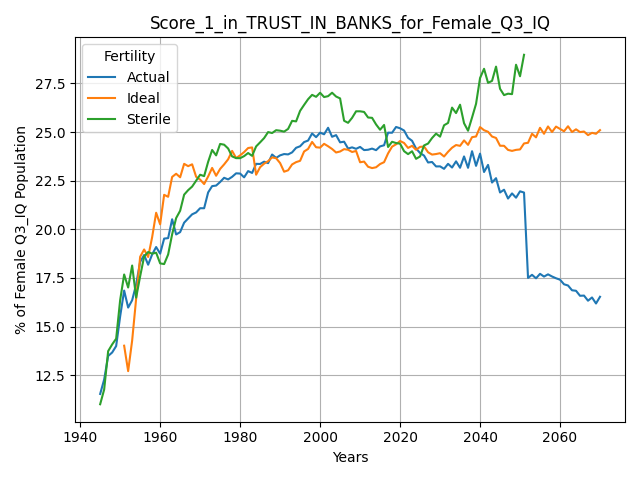 Score_1_in_TRUST_IN_BANKS_for_Female_Q3_IQ
Fertility
Actual
Ideal
Sterile
% of Female Q3_IQ Population
27.5
25.0
22.5
20.0
17.5
15.0
12.5
1940
1960
1980
2000
2020
2040
2060
Years